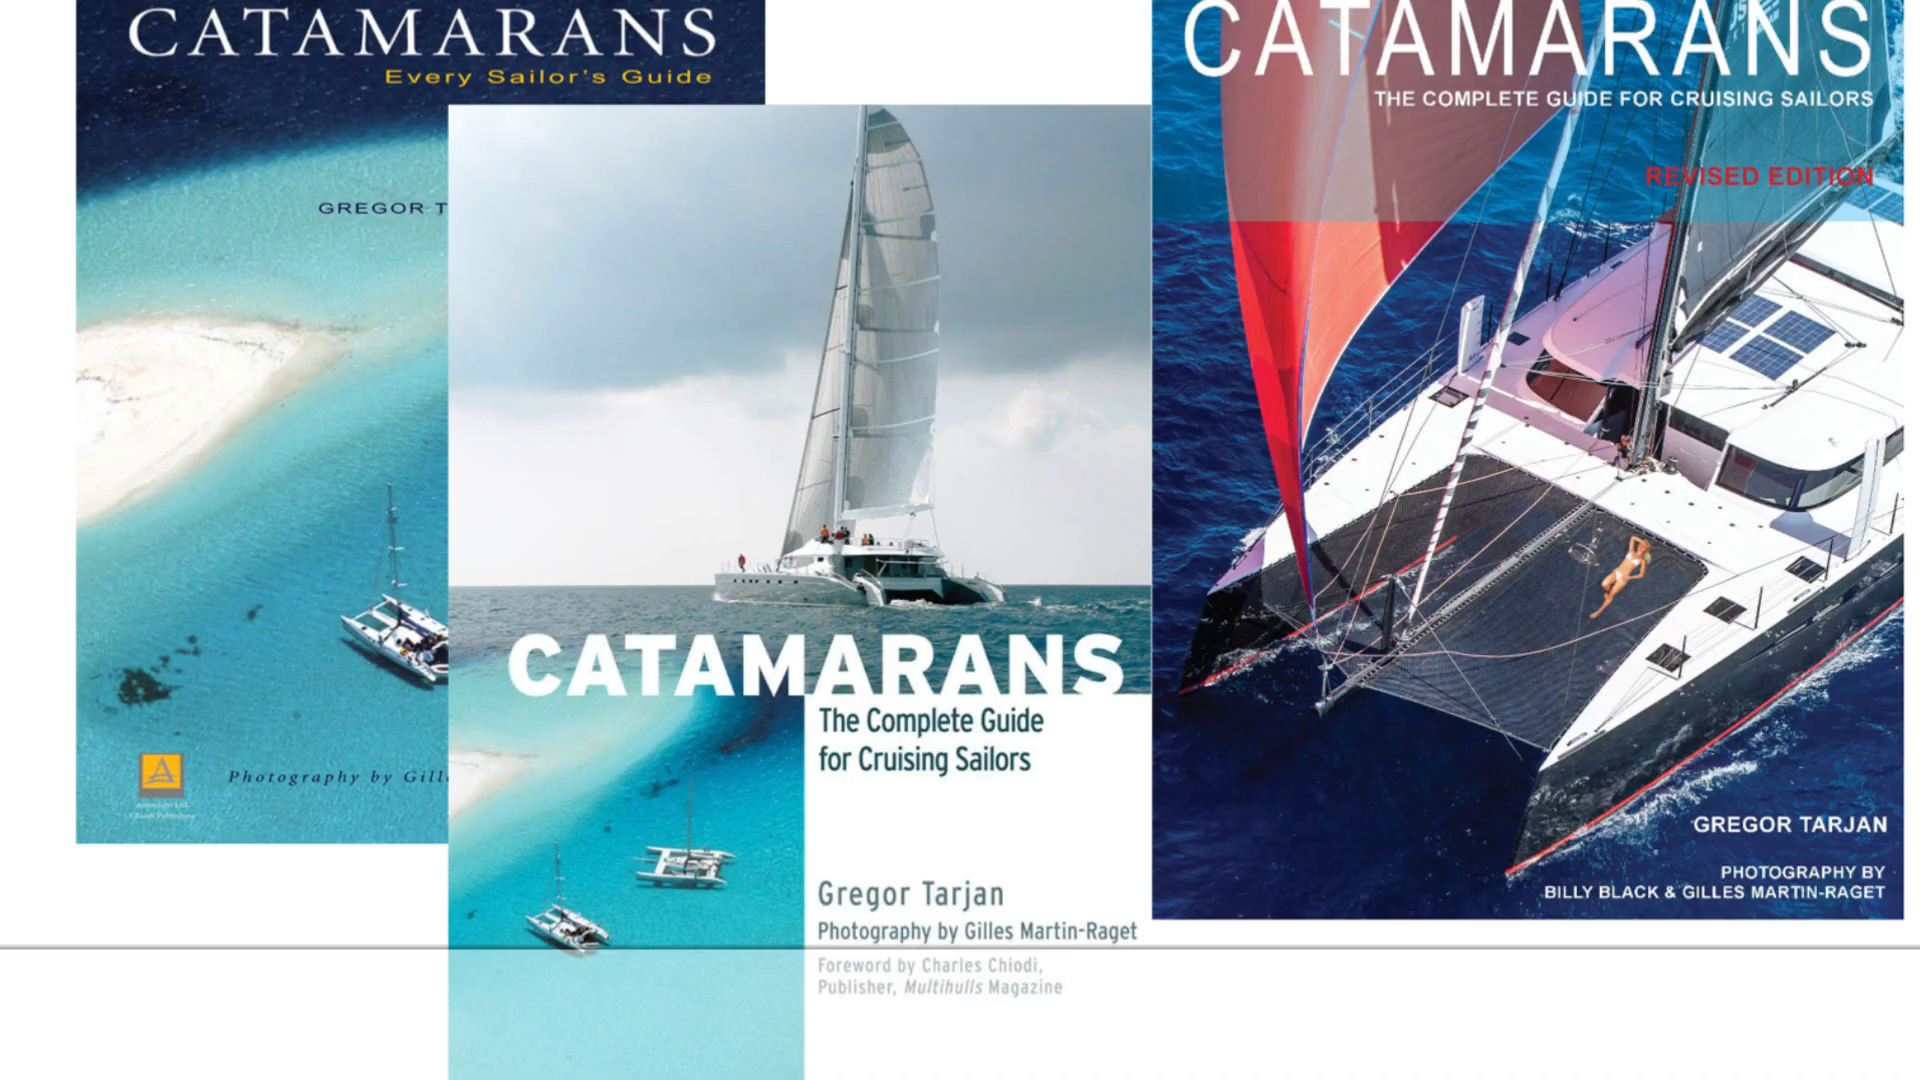 CATAMARANS
Every Sailor's Guide
GREGOR T
Photography by Gill
CATAMARANS
The Complete Guide
for Cruising Sailors
Gregor Tarjan
Photography by Gilles Martin-Raget
Foreword by Charles Chiodi,
Publisher, Multihulls Magazine
CATAMARANS
THE COMPLETE GUIDE FOR CRUISING SAILORS
REVISED EDITION
GREGOR TARJAN
PHOTOGRAPHY BY
BILLY BLACK & GILLES MARTIN-RAGET